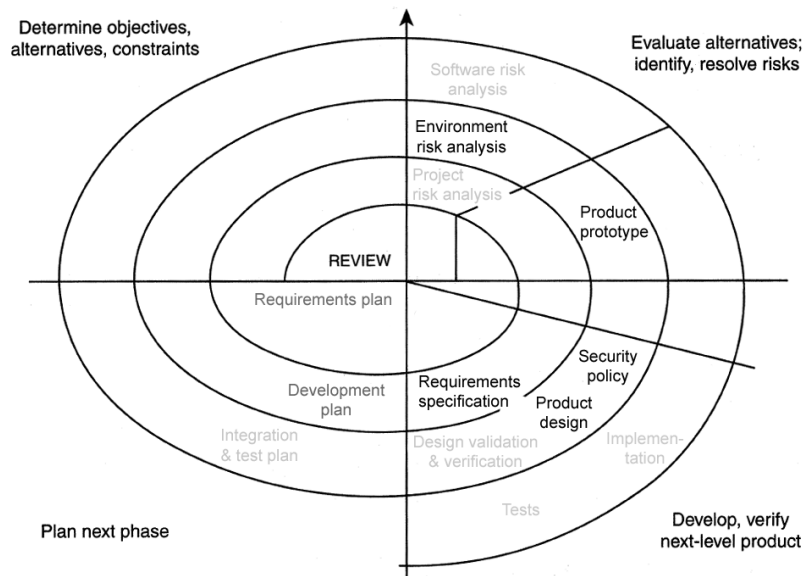 Determine objectives,
alternatives, constraints
Evaluate alternatives;
identify, resolve risks
Software risk
analysis
Environment
risk analysis
Project
risk analysis
Product
prototype
REVIEW
Requirements plan
Security
policy
Development
plan
Requirements
specification
Product
design
Integration
& test plan
Design validation
& verification
Implemen-
tation
Tests
Plan next phase
Develop, verify
next-level product